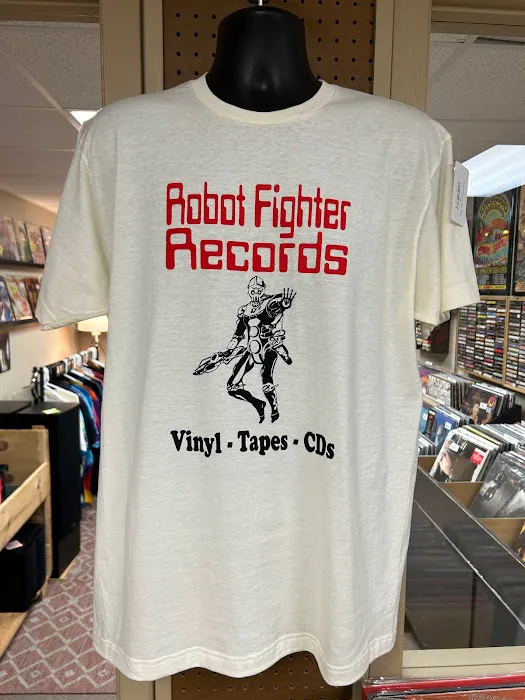 Robot Fighter
Records
Vinyl - Tapes - CDs